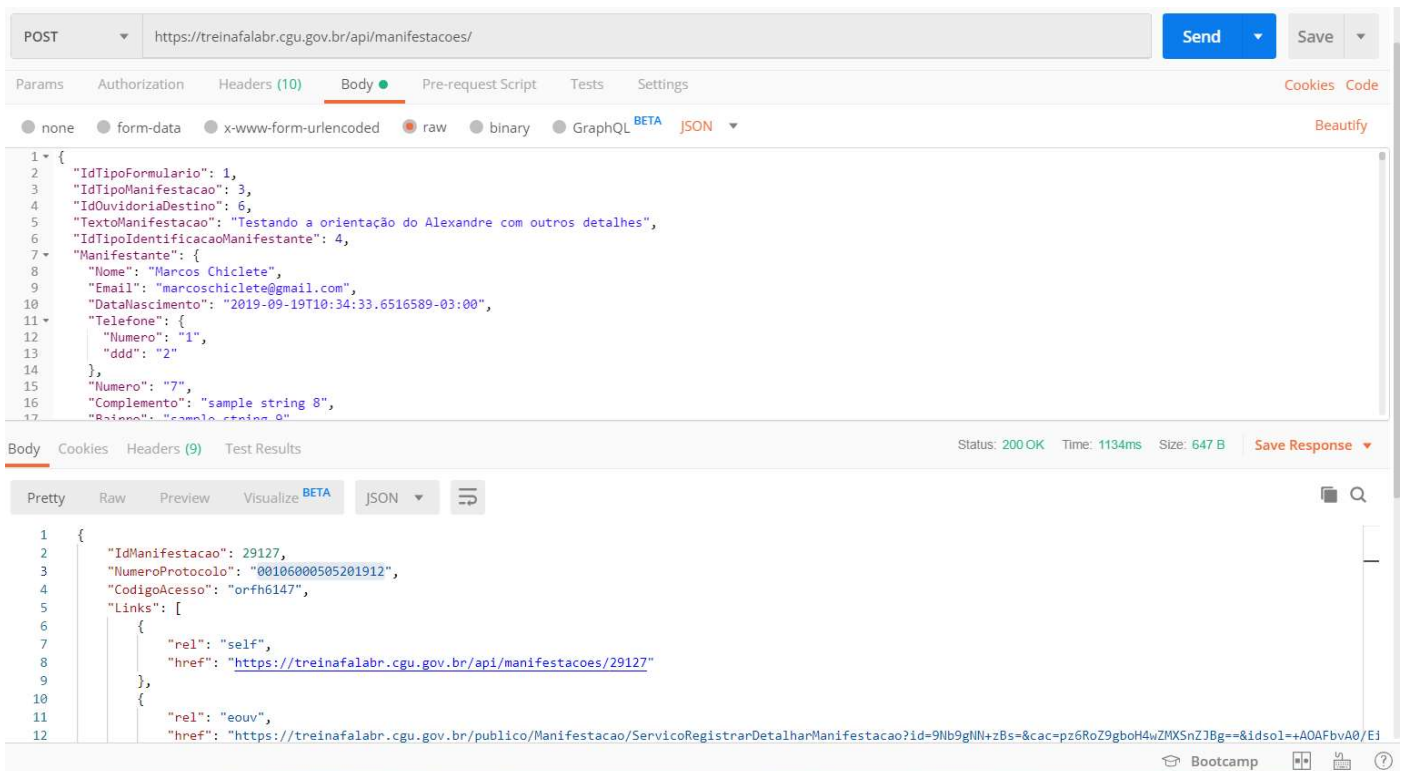 POST https://treinafalabr.cgu.gov.br/api/manifestacoes/ Send Save
Params Authorization Headers (10) Body Pre-request Script Tests Settings Cookies Code
none form-data x-www-form-urlencoded raw binary GraphQL BETA JSON Beautify
1 {
2 "IdTipoFormulario": 1,
3 "IdTipoManifestacao": 3,
4 "IdOuvidoriaDestino": 6,
5 "TextoManifestacao": "Testando a orientação do Alexandre com outros detalhes",
6 "IdTipoIdentificacaoManifestante": 4,
7 "Manifestante": {
8 "Nome": "Marcos Chiclete",
9 "Email": "marcoschiclete@gmail.com",
10 "DataNascimento": "2019-09-19T10:34:33.6516589-03:00",
11 "Telefone": {
12 "Numero": "1",
13 "ddd": "2"
14 },
15 "Numero": "7",
16 "Complemento": "sample string 8",
17 "Bairro": "sample string 9"
Body Cookies Headers (9) Test Results Status: 200 OK Time: 1134ms Size: 647 B Save Response
Pretty Raw Preview Visualize BETA JSON
1 {
2 "IdManifestacao": 29127,
3 "NumeroProtocolo": "00106000505201912",
4 "CodigoAcesso": "orfh6147",
5 "Links": [
6 {
7 "rel": "self",
8 "href": "https://treinafalabr.cgu.gov.br/api/manifestacoes/29127"
9 },
10 {
11 "rel": "eouv",
12 "href": "https://treinafalabr.cgu.gov.br/publico/Manifestacao/ServicoRegistrarDetalharManifestacao?id=9Nb9gNN+zBs=&cac=pz6RoZ9gboH4wZMXSnZJBg==&idsol=+AOAFbvA0/Ei
Bootcamp